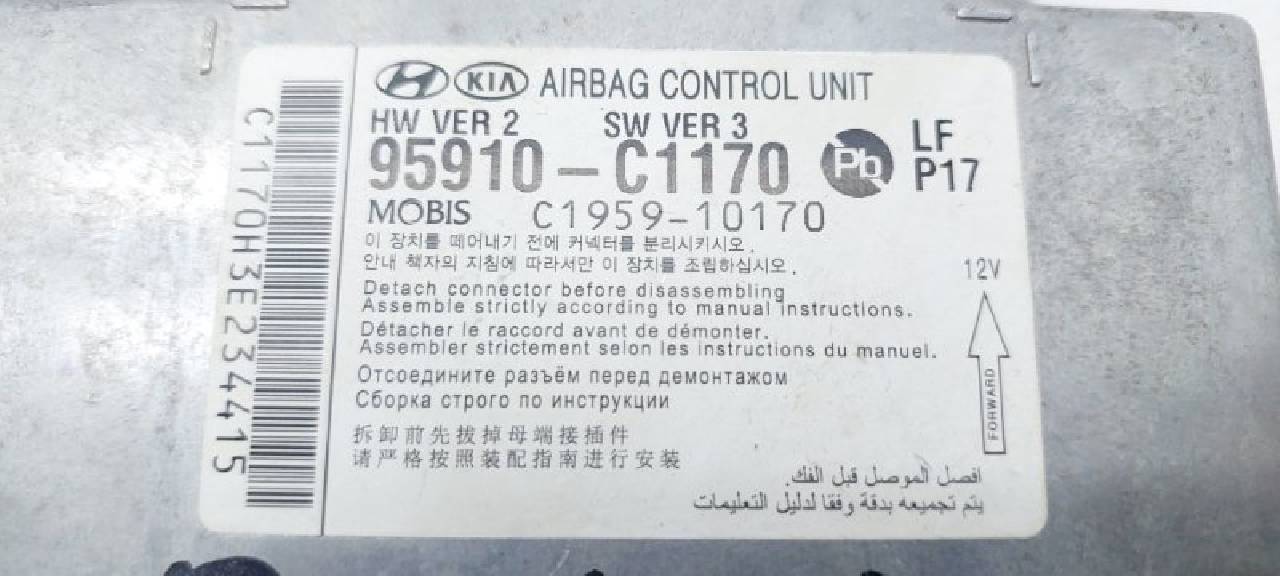 KIA AIRBAG CONTROL UNIT
HW VER 2 SW VER 3
95910-C1170 Pb LF P17
MOBIS C1959-10170
이 장치를 떼어내기 전에 커넥터를 분리시키시오.
안내 책자의 지침에 따라서만 이 장치를 조립하십시오.
Detach connector before disassembling
Assemble strictly according to manual instructions.
Détacher le raccord avant de démonter.
Assembler strictement selon les instructions du manuel.
Отсоедините разъём перед демонтажом
Сборка строго по инструкции
拆卸前先拔掉母端接插件
请严格按照装配指南进行安装
افصل الموصل قبل الفك.
يتم تجميعه بدقة وفقا لدليل التعليمات
12V
FORWARD
C1170H3E234415